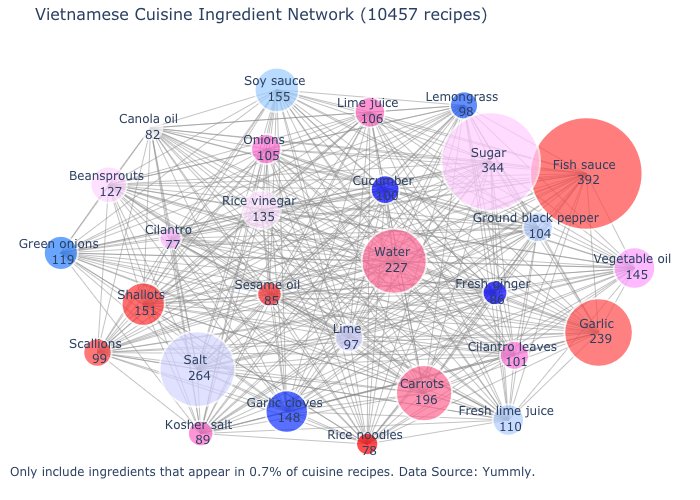 Vietnamese Cuisine Ingredient Network (10457 recipes)
Soy sauce
155
Lime juice
106
Lemongrass
98
Canola oil
82
Onions
105
Sugar
344
Fish sauce
392
Beansprouts
127
Cucumber
100
Rice vinegar
135
Ground black pepper
104
Cilantro
77
Green onions
119
Water
227
Vegetable oil
145
Shallots
151
Sesame oil
85
Fresh ginger
86
Lime
97
Garlic
239
Scallions
99
Salt
264
Cilantro leaves
101
Carrots
196
Garlic cloves
148
Fresh lime juice
110
Kosher salt
89
Rice noodles
78
Only include ingredients that appear in 0.7% of cuisine recipes. Data Source: Yummly.